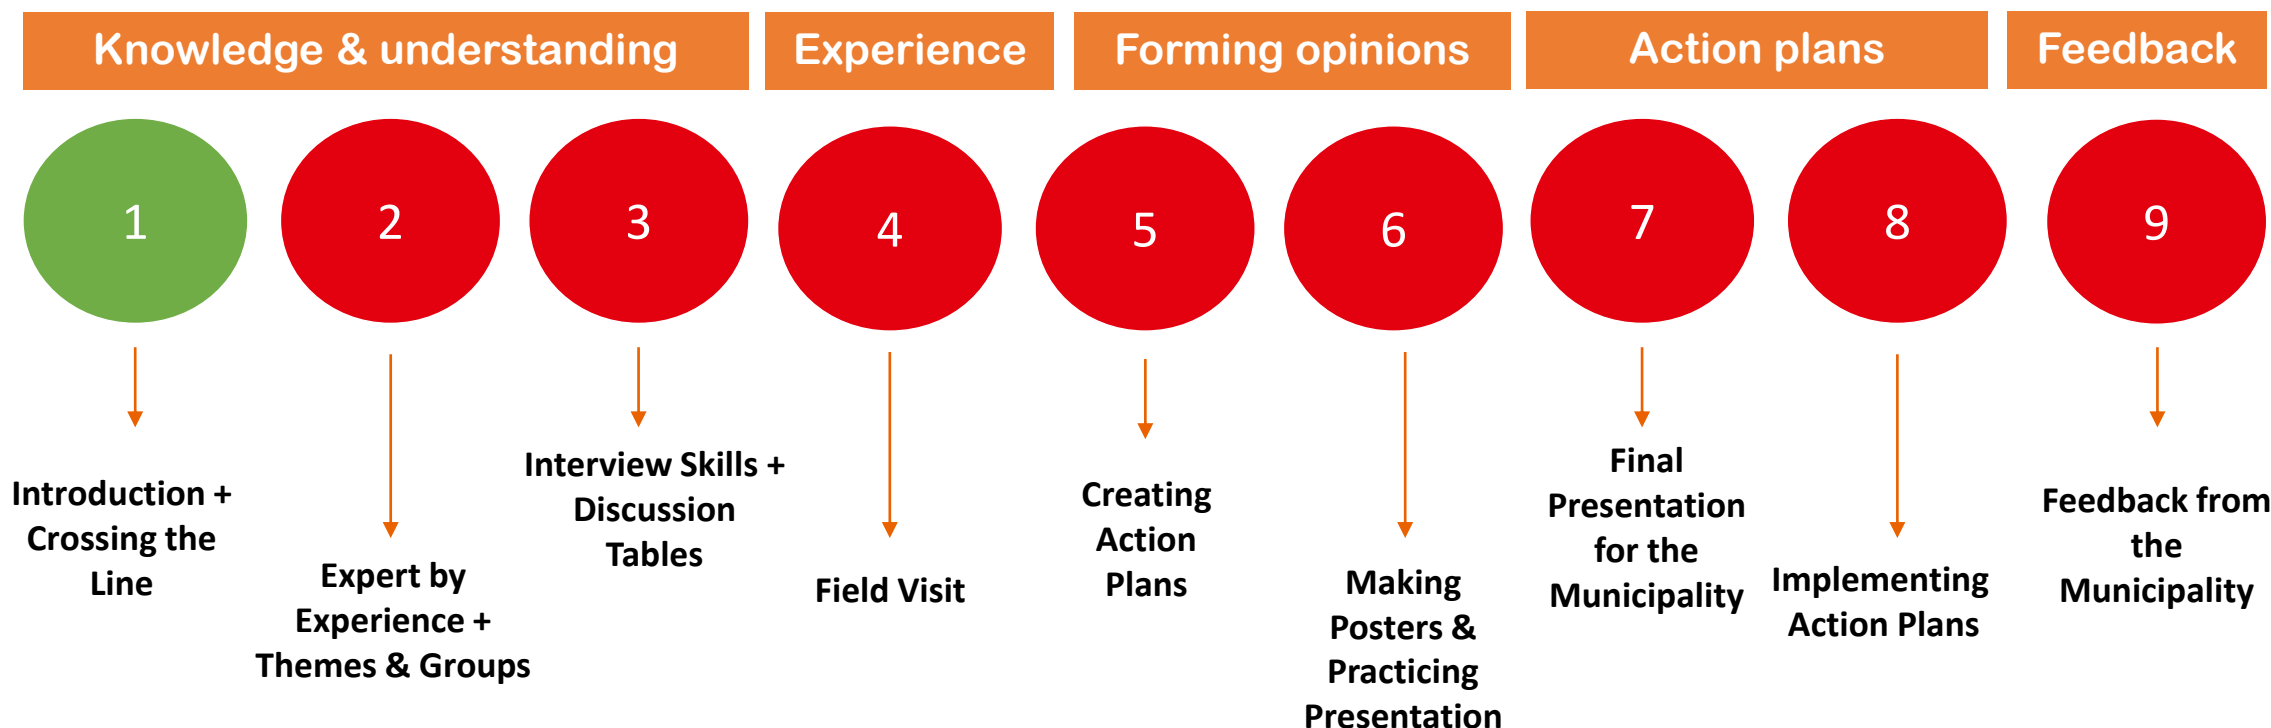 Knowledge & understanding
Experience
Forming opinions
Action plans
Feedback
1
2
3
4
5
6
7
8
9
Introduction +
Crossing the
Line
Expert by
Experience +
Themes & Groups
Interview Skills +
Discussion
Tables
Field Visit
Creating
Action
Plans
Making
Posters &
Practicing
Presentation
Final
Presentation
for the
Municipality
Implementing
Action Plans
Feedback from
the
Municipality